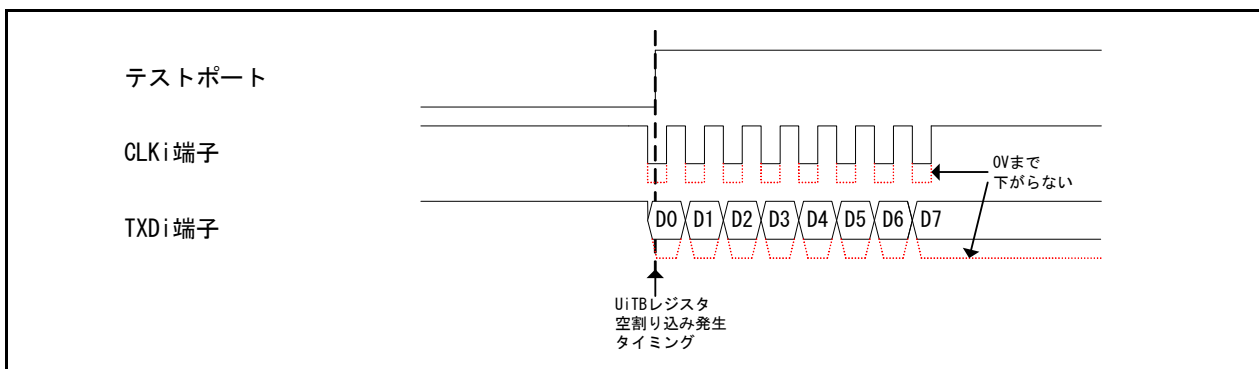 テストポート
CLKi端子
0Vまで
下がらない
TXDi端子
D0 D1 D2 D3 D4 D5 D6 D7
UiTBレジスタ
空割り込み発生
タイミング